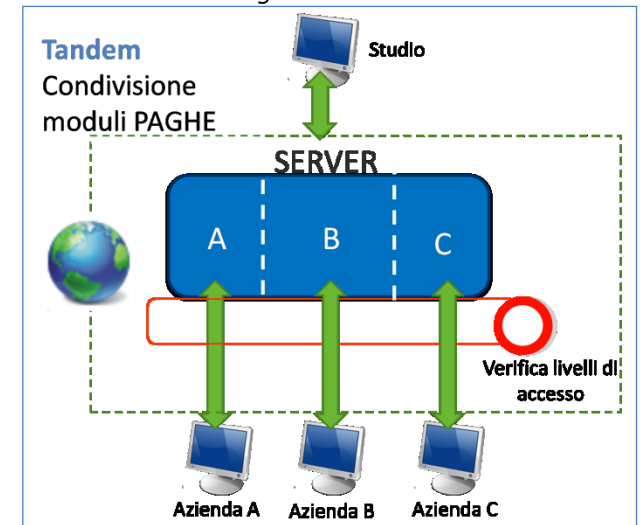 Tandem
Condivisione
moduli PAGHE
Studio
SERVER
A
B
C
Verifica livelli di
accesso
Azienda A
Azienda B
Azienda C